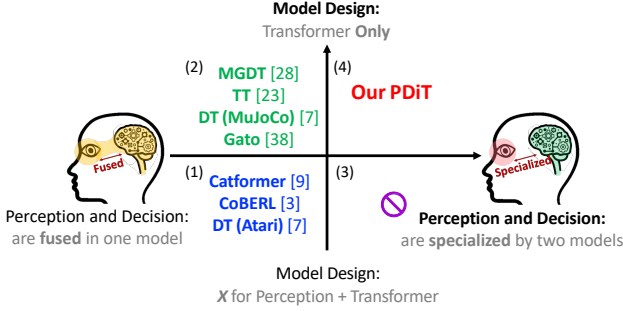 Model Design:
Transformer Only
(2)
MGDT [28]
TT [23]
DT (MuJoCo) [7]
Gato [38]
(4)
Our PDiT
Fused
Specialized
(1)
Catformer [9]
CoBERL [3]
DT (Atari) [7]
(3)
Perception and Decision:
are fused in one model
Perception and Decision:
are specialized by two models
Model Design:
X for Perception + Transformer